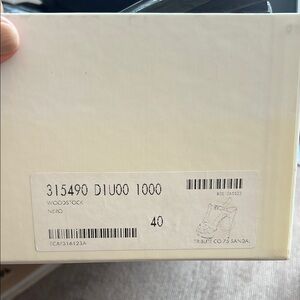 315490 D1U00 1000
WOODSTOCK
NERO
40
TRIBUTE CO 75 SANDAL